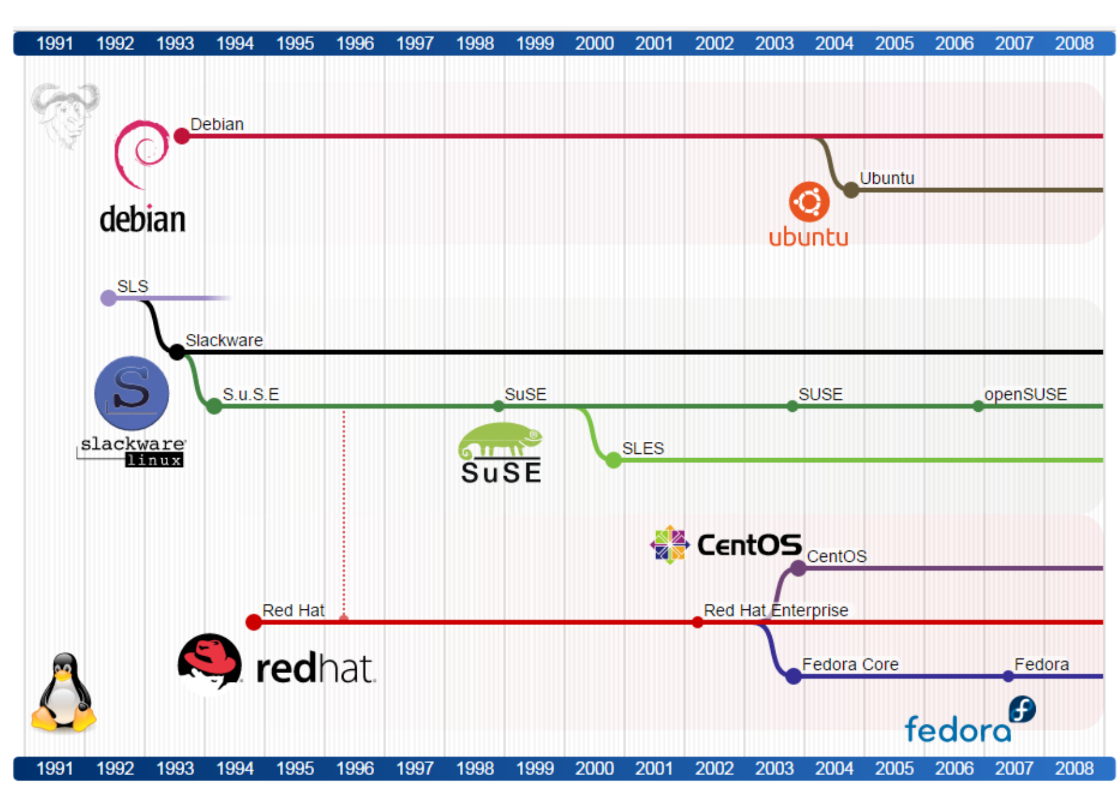 1991 1992 1993 1994 1995 1996 1997 1998 1999 2000 2001 2002 2003 2004 2005 2006 2007 2008
Debian
debian
Ubuntu
ubuntu
SLS
Slackware
S
slackware
linux
S.u.S.E SuSE SUSE openSUSE
SuSE
SLES
CentOS
CentOS
Red Hat Red Hat Enterprise
redhat.
Fedora Core Fedora
f
fedora
1991 1992 1993 1994 1995 1996 1997 1998 1999 2000 2001 2002 2003 2004 2005 2006 2007 2008